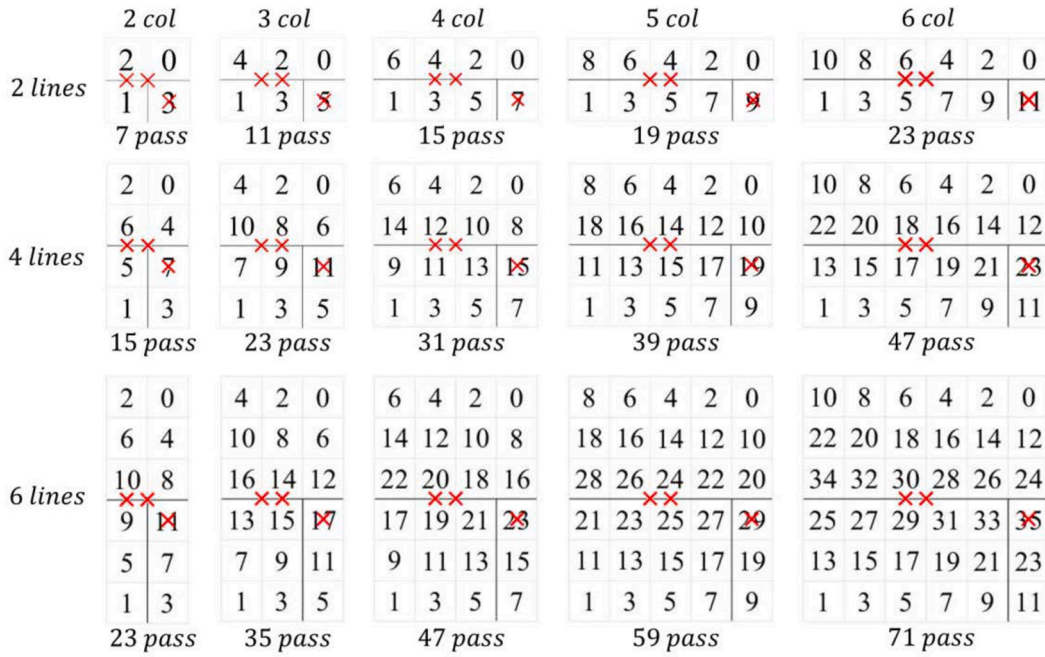 2 col 3 col 4 col 5 col 6 col
2 0 4 2 0 6 4 2 0 8 6 4 2 0 10 8 6 4 2 0
2 lines
1 3 1 3 5 1 3 5 7 1 3 5 7 9 1 3 5 7 9 11
7 pass 11 pass 15 pass 19 pass 23 pass
2 0 4 2 0 6 4 2 0 8 6 4 2 0 10 8 6 4 2 0
6 4 10 8 6 14 12 10 8 18 16 14 12 10 22 20 18 16 14 12
4 lines
5 7 7 9 11 9 11 13 15 11 13 15 17 19 13 15 17 19 21 23
1 3 1 3 5 1 3 5 7 1 3 5 7 9 1 3 5 7 9 11
15 pass 23 pass 31 pass 39 pass 47 pass
2 0 4 2 0 6 4 2 0 8 6 4 2 0 10 8 6 4 2 0
6 4 10 8 6 14 12 10 8 18 16 14 12 10 22 20 18 16 14 12
10 8 16 14 12 22 20 18 16 28 26 24 22 20 34 32 30 28 26 24
6 lines
9 11 13 15 17 17 19 21 23 21 23 25 27 29 25 27 29 31 33 35
5 7 7 9 11 9 11 13 15 11 13 15 17 19 13 15 17 19 21 23
1 3 1 3 5 1 3 5 7 1 3 5 7 9 1 3 5 7 9 11
23 pass 35 pass 47 pass 59 pass 71 pass